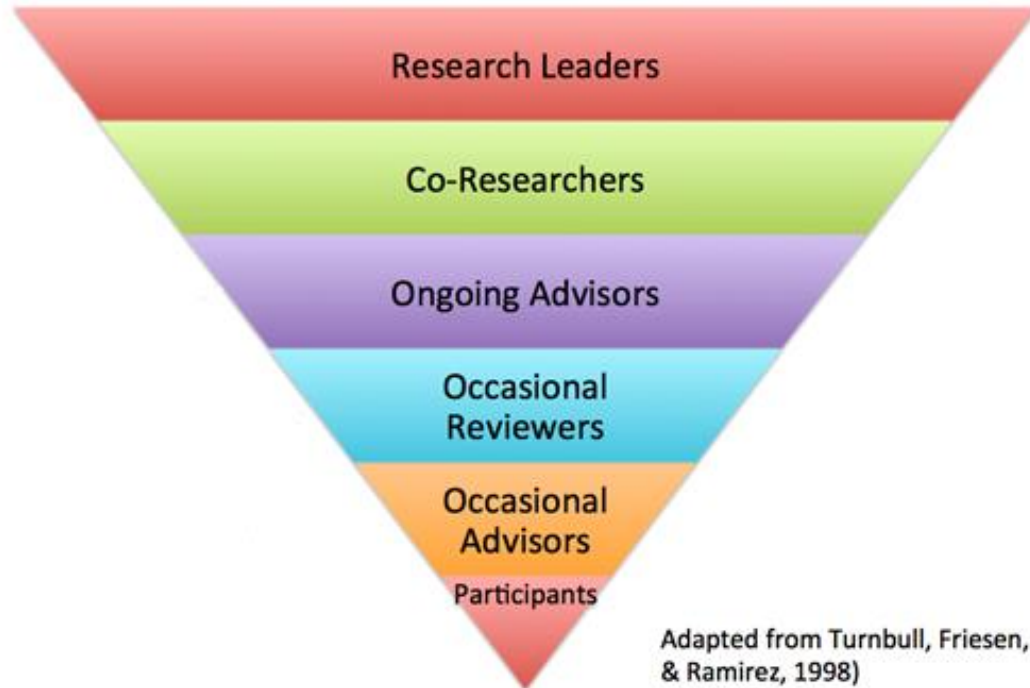 Research Leaders
Co-Researchers
Ongoing Advisors
Occasional
Reviewers
Occasional
Advisors
Participants
Adapted from Turnbull, Friesen,
& Ramirez, 1998)